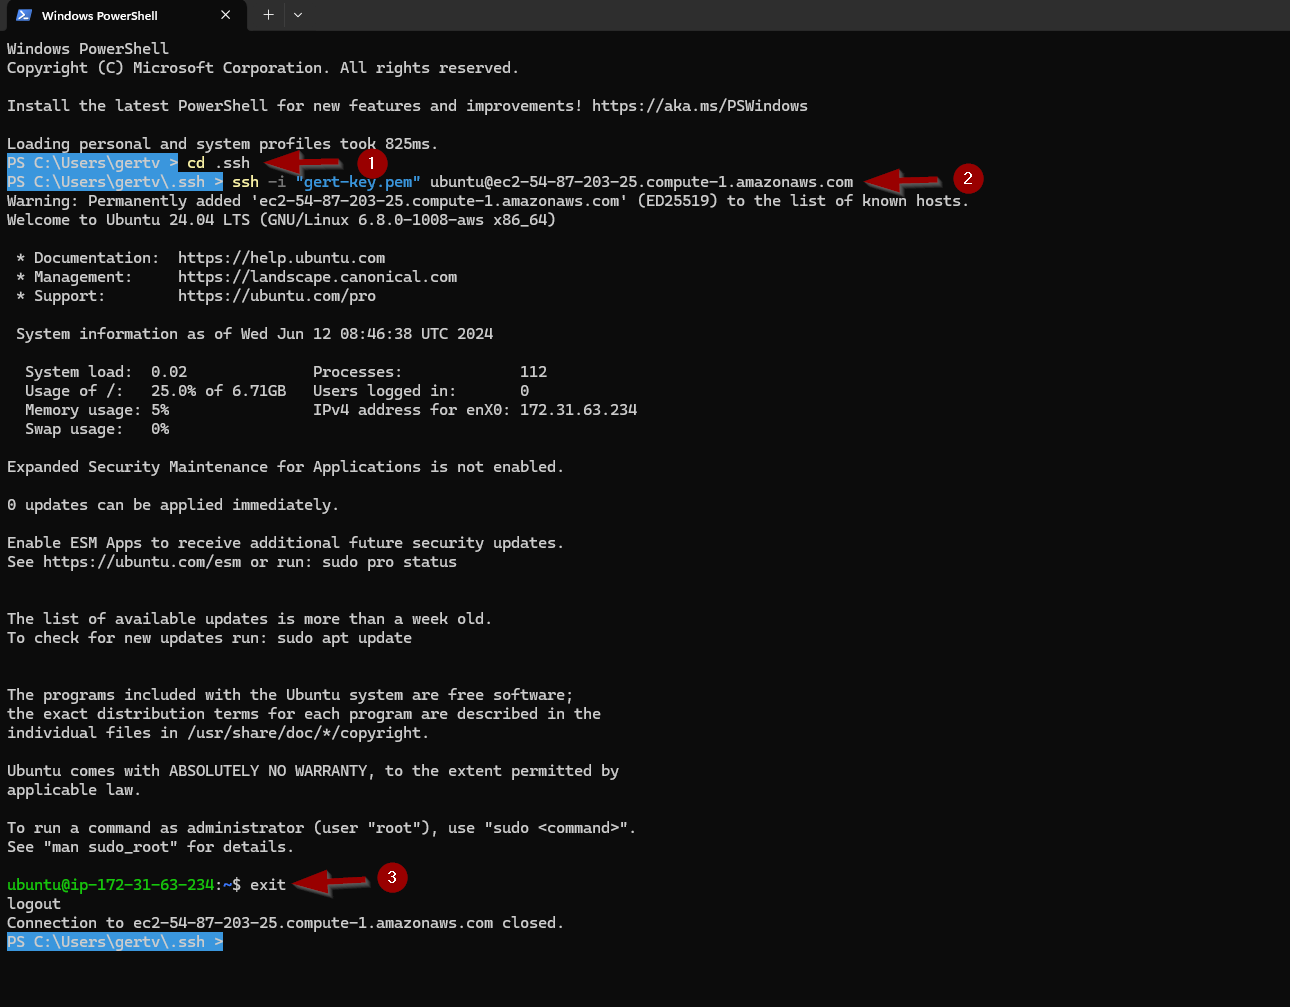 Windows PowerShell
Windows PowerShell
Copyright (C) Microsoft Corporation. All rights reserved.
Install the latest PowerShell for new features and improvements! https://aka.ms/PSWindows
Loading personal and system profiles took 825ms.
PS C:\Users\gertv > cd .ssh 1
PS C:\Users\gertv\.ssh > ssh -i "gert-key.pem" ubuntu@ec2-54-87-203-25.compute-1.amazonaws.com 2
Warning: Permanently added 'ec2-54-87-203-25.compute-1.amazonaws.com' (ED25519) to the list of known hosts.
Welcome to Ubuntu 24.04 LTS (GNU/Linux 6.8.0-1008-aws x86_64)
* Documentation: https://help.ubuntu.com
* Management: https://landscape.canonical.com
* Support: https://ubuntu.com/pro
System information as of Wed Jun 12 08:46:38 UTC 2024
System load: 0.02 Processes: 112
Usage of /: 25.0% of 6.71GB Users logged in: 0
Memory usage: 5% IPv4 address for enX0: 172.31.63.234
Swap usage: 0%
Expanded Security Maintenance for Applications is not enabled.
0 updates can be applied immediately.
Enable ESM Apps to receive additional future security updates.
See https://ubuntu.com/esm or run: sudo pro status
The list of available updates is more than a week old.
To check for new updates run: sudo apt update
The programs included with the Ubuntu system are free software;
the exact distribution terms for each program are described in the
individual files in /usr/share/doc/*/copyright.
Ubuntu comes with ABSOLUTELY NO WARRANTY, to the extent permitted by
applicable law.
To run a command as administrator (user "root"), use "sudo <command>".
See "man sudo_root" for details.
ubuntu@ip-172-31-63-234:~$ exit 3
logout
Connection to ec2-54-87-203-25.compute-1.amazonaws.com closed.
PS C:\Users\gertv\.ssh >